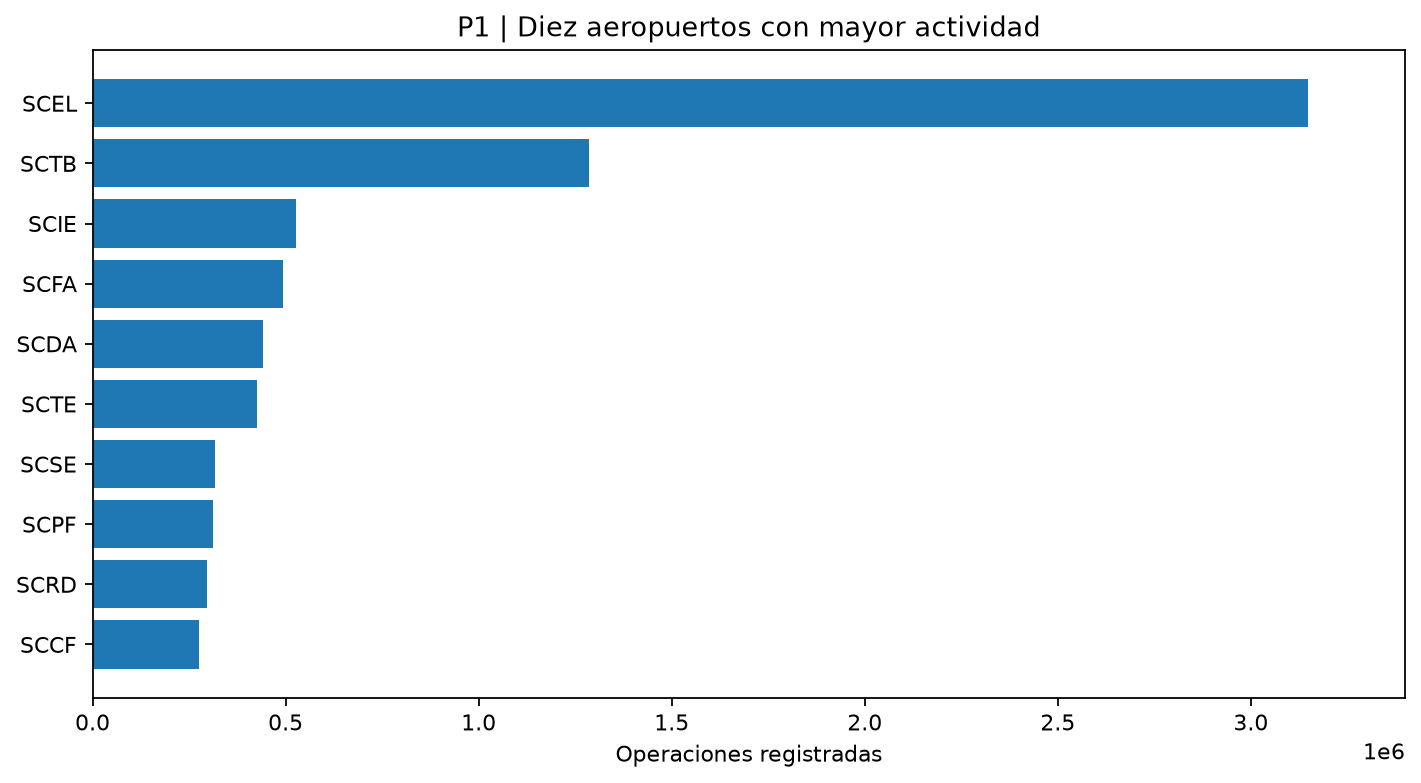 P1 | Diez aeropuertos con mayor actividad
SCEL
SCTB
SCIE
SCFA
SCDA
SCTE
SCSE
SCPF
SCRD
SCCF
0.0 0.5 1.0 1.5 2.0 2.5 3.0
Operaciones registradas
1e6